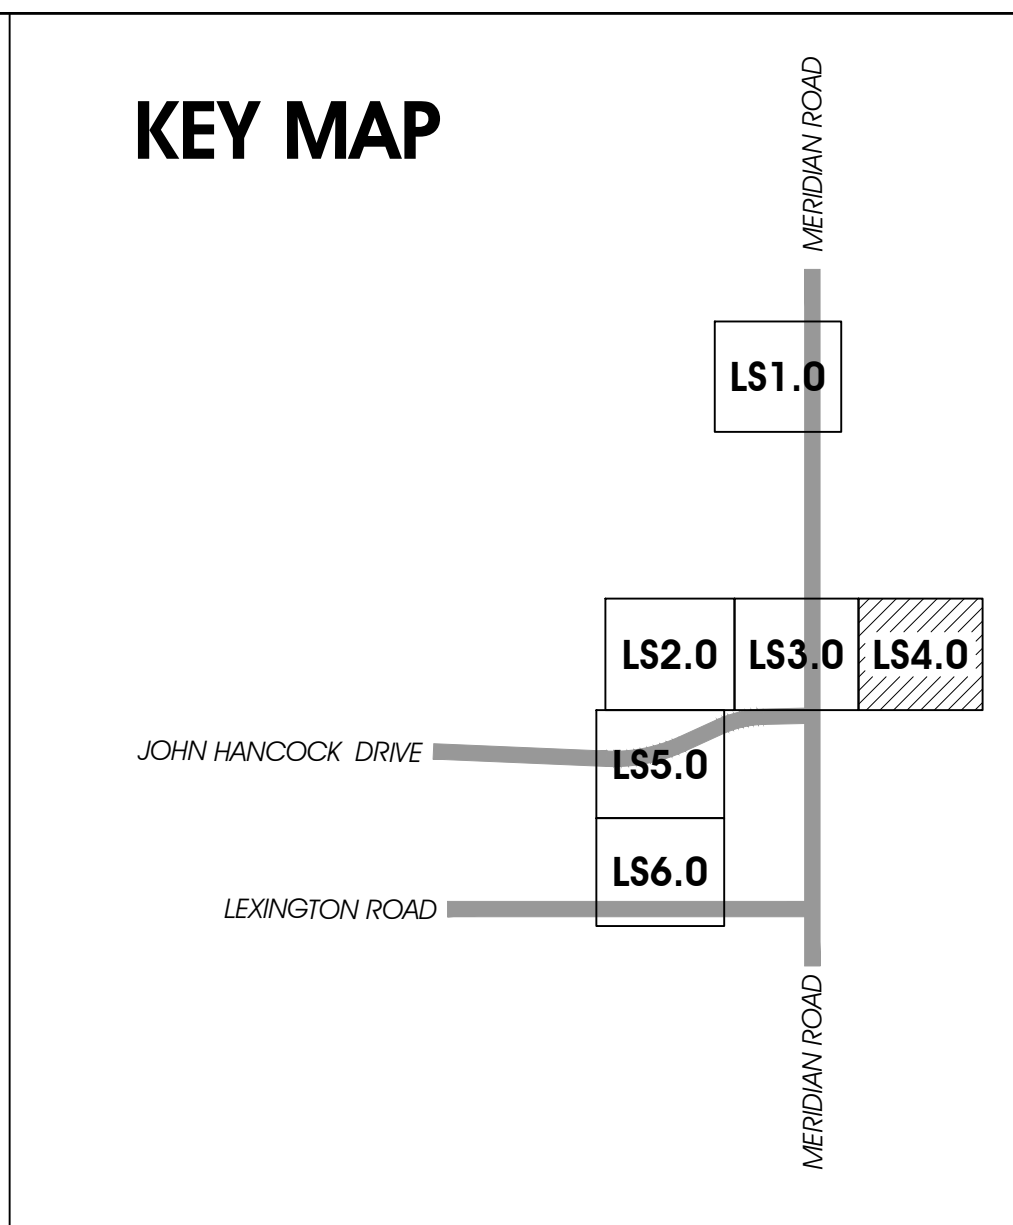 KEY MAP
MERIDIAN ROAD
LS1.0
LS2.0
LS3.0
LS4.0
JOHN HANCOCK DRIVE
LS5.0
LS6.0
LEXINGTON ROAD
MERIDIAN ROAD